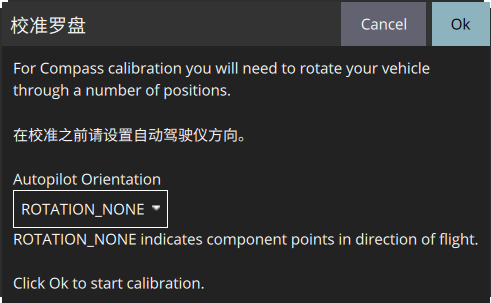 校准罗盘
Cancel
Ok
For Compass calibration you will need to rotate your vehicle
through a number of positions.
在校准之前请设置自动驾驶仪方向。
Autopilot Orientation
ROTATION_NONE
ROTATION_NONE indicates component points in direction of flight.
Click Ok to start calibration.